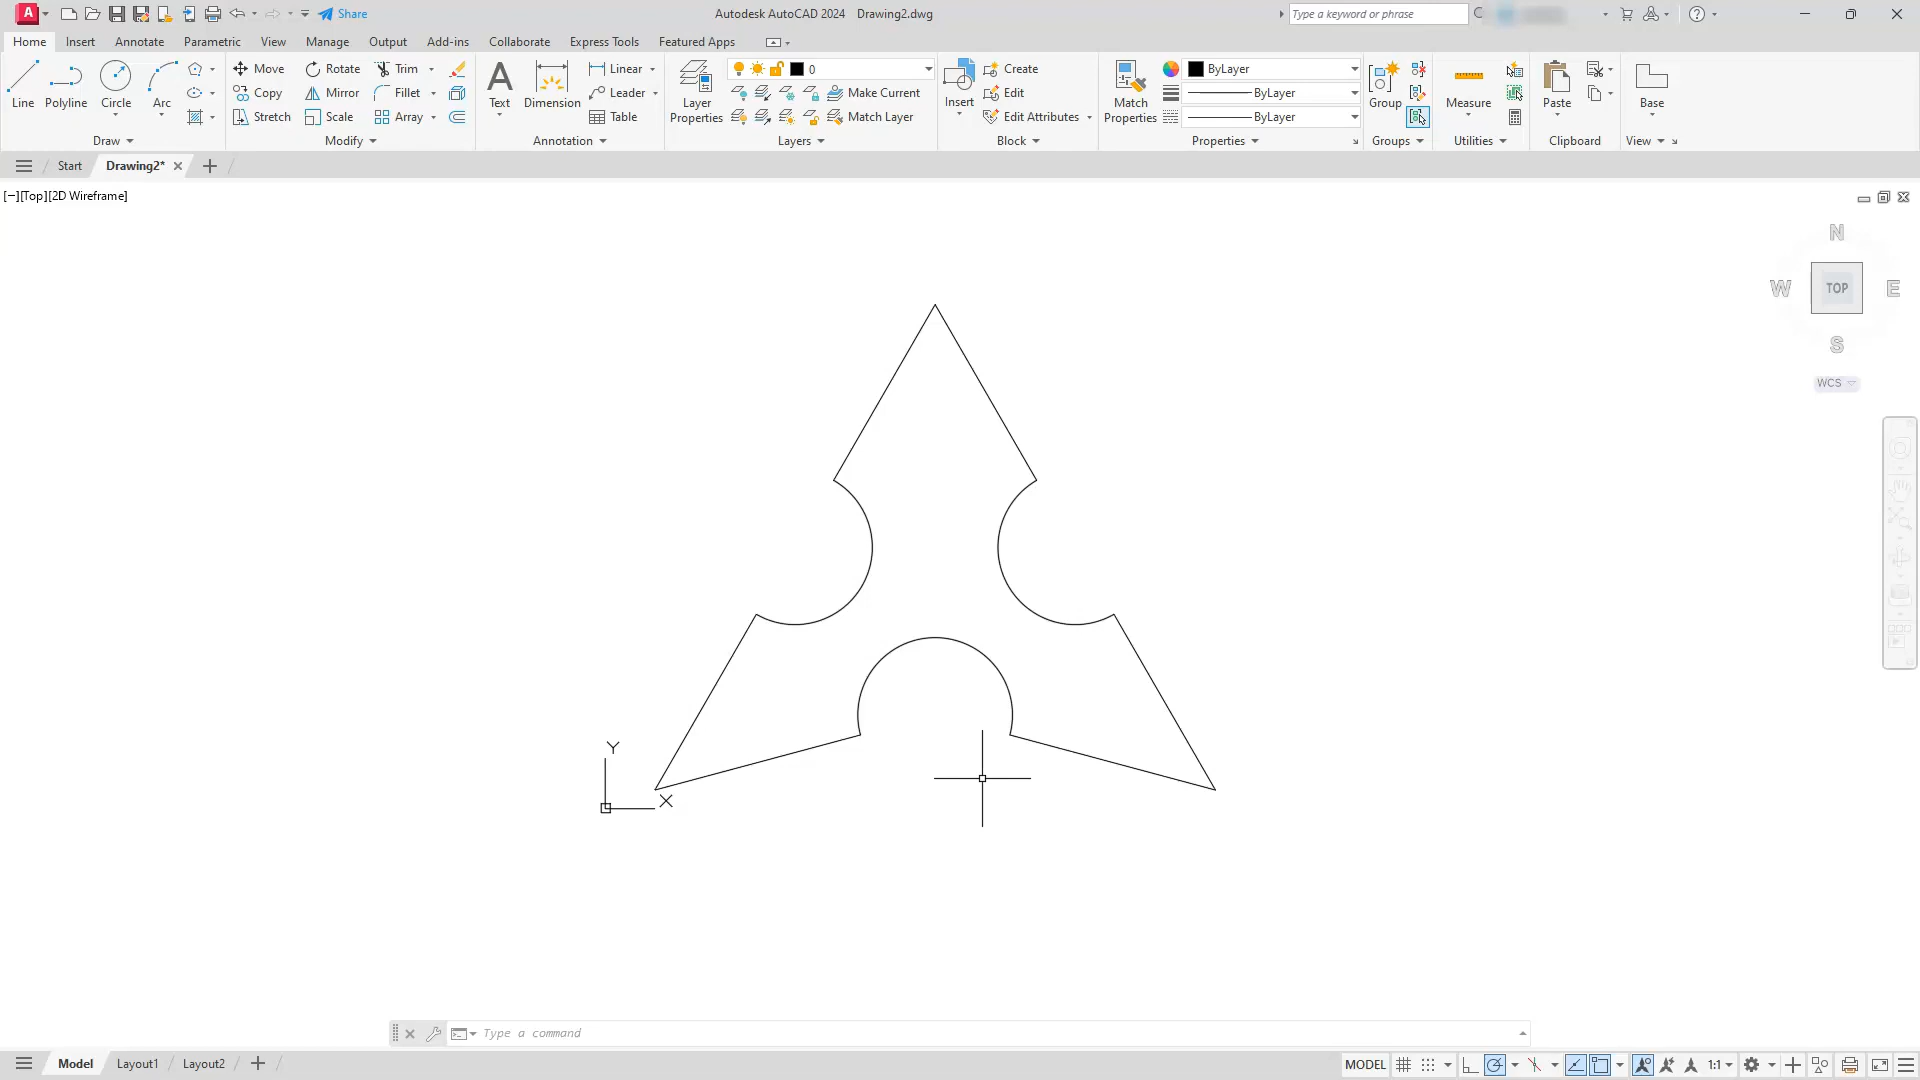 A Share Autodesk AutoCAD 2024 Drawing2.dwg Type a keyword or phrase
Home Insert Annotate Parametric View Manage Output Add-ins Collaborate Express Tools Featured Apps
Move Rotate Trim Linear 0 Create ByLayer
Line Polyline Circle Arc Copy Mirror Fillet Text Dimension Leader Layer Properties Make Current Insert Edit Match Properties ByLayer Group Measure Paste Base
Stretch Scale Array Table Match Layer Edit Attributes ByLayer
Draw Modify Annotation Layers Block Properties Groups Utilities Clipboard View
Start Drawing2* +
[−][Top][2D Wireframe]
N
W TOP E
S
WCS
Y
X
Type a command
Model Layout1 Layout2 + MODEL 1:1